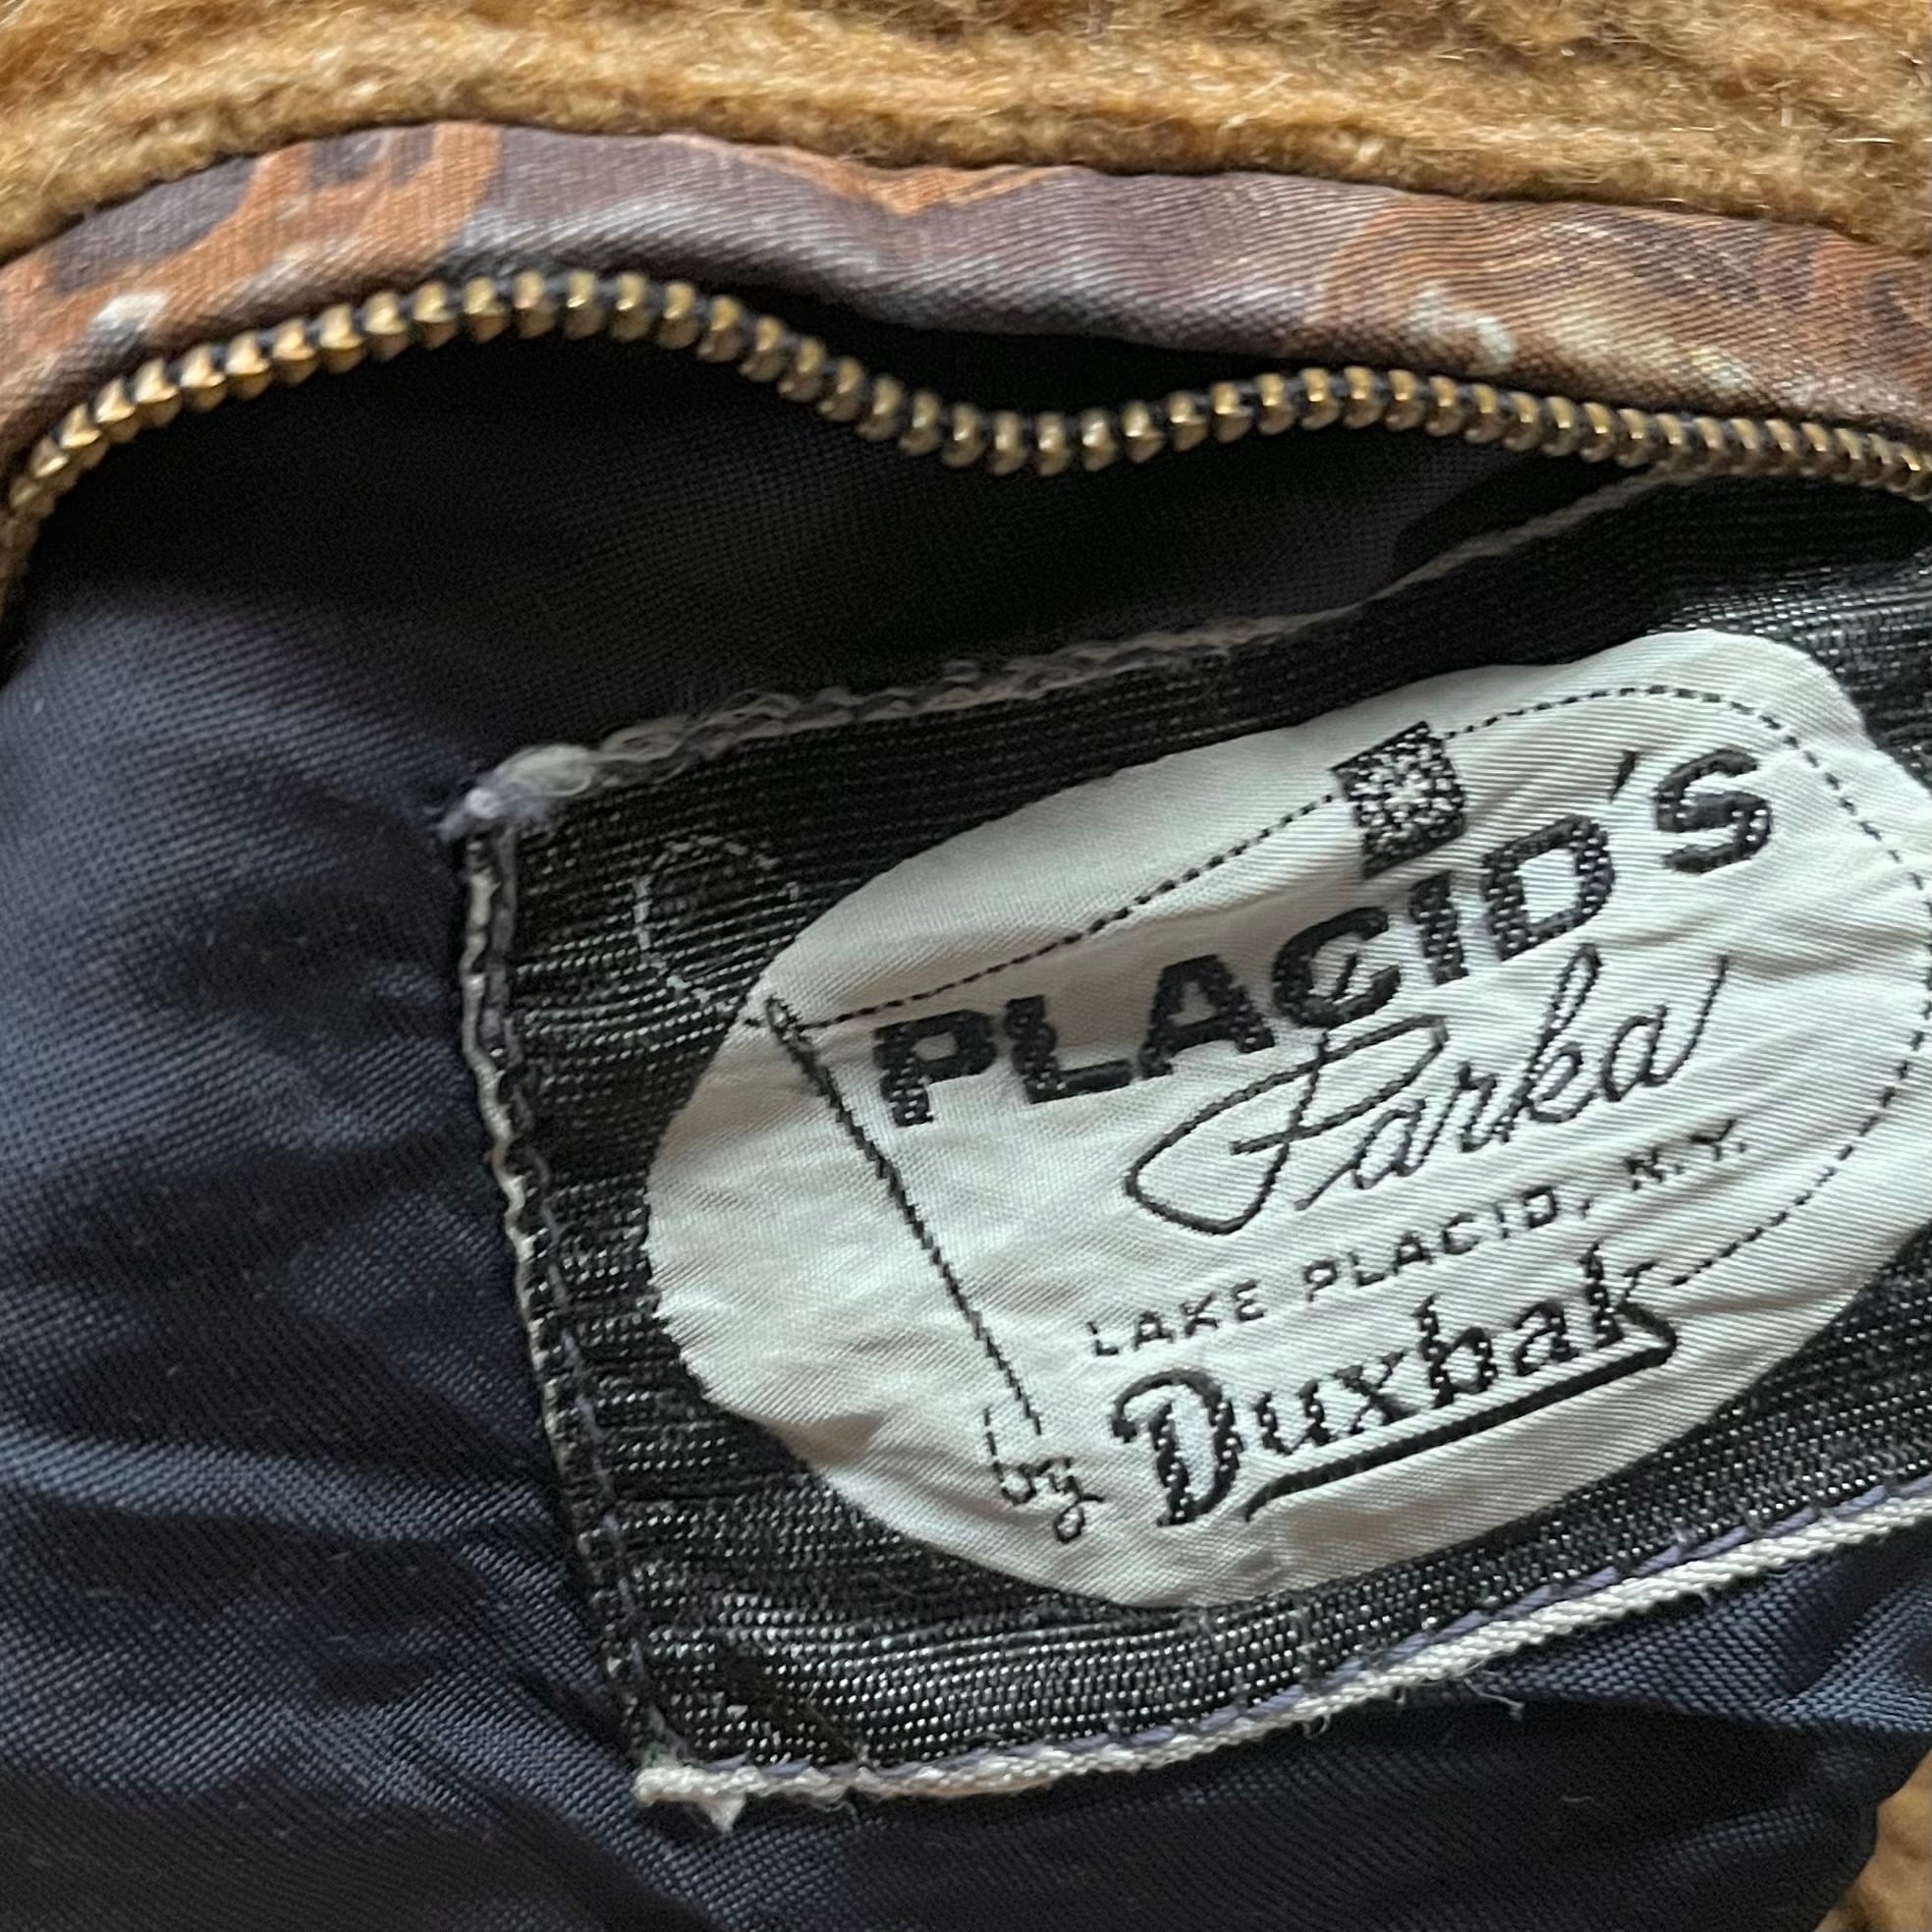 PLACID'S
Parka
LAKE PLACID, N.Y.
by Duxbak